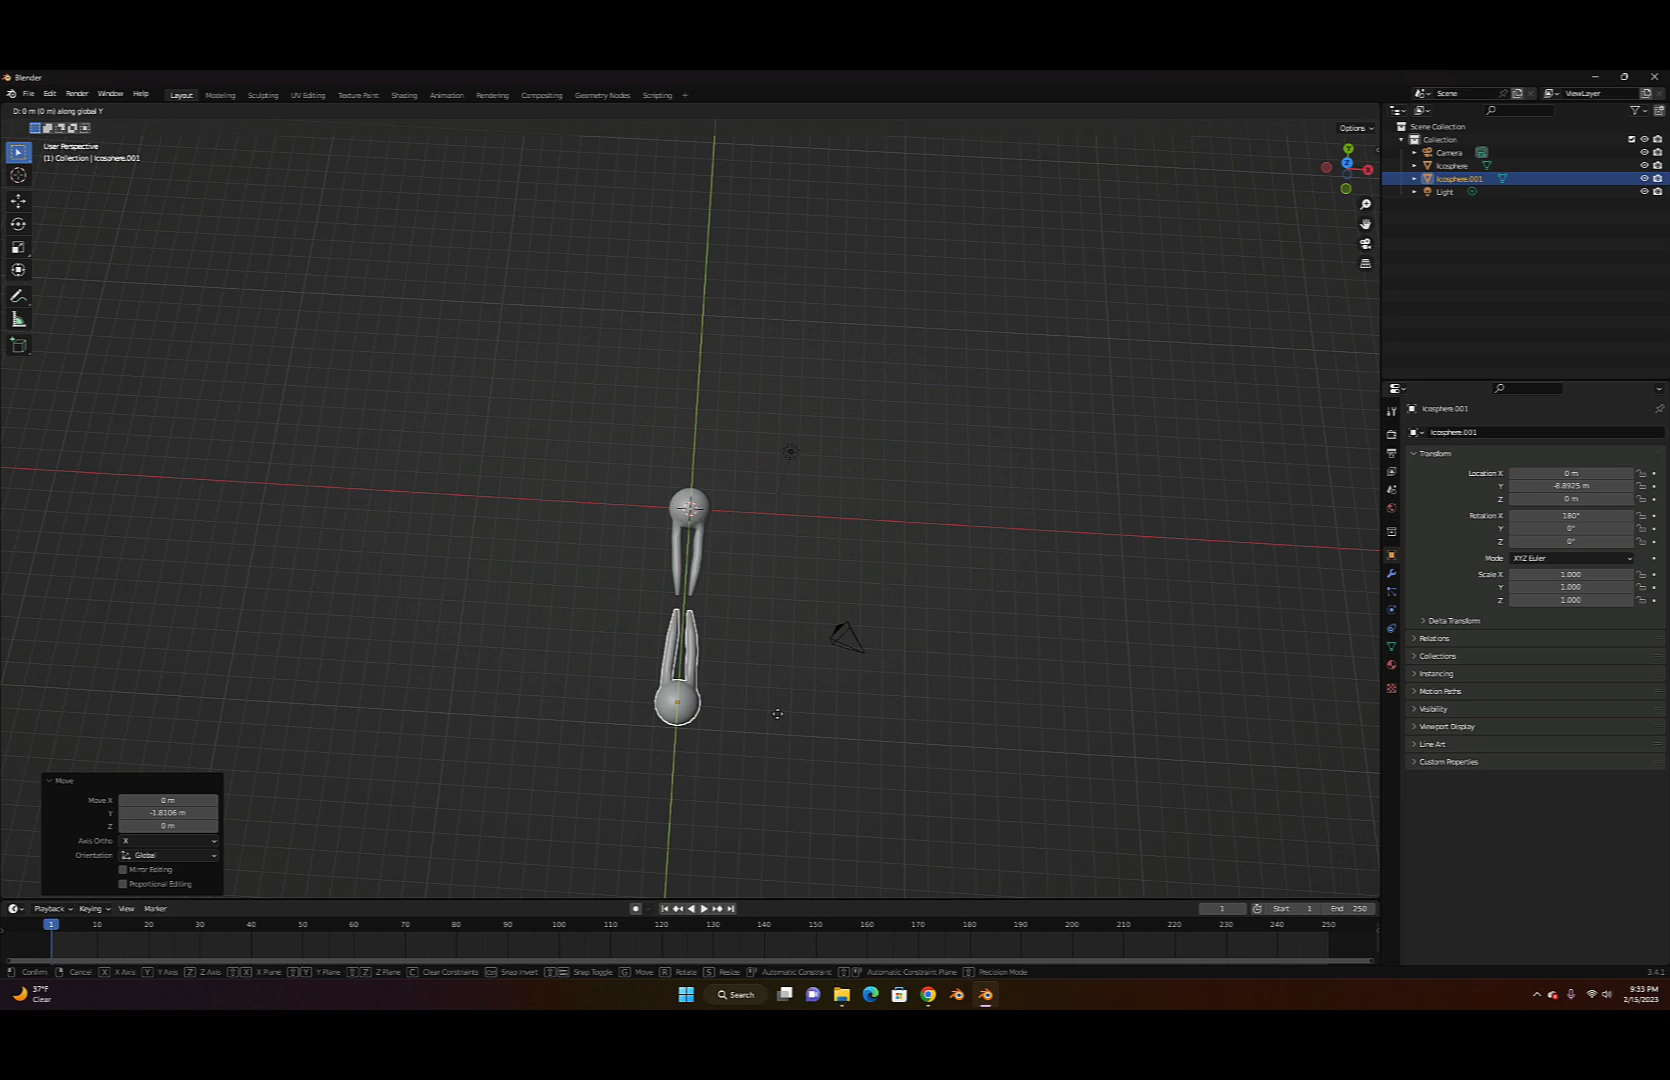 Blender
File Edit Render Window Help Layout Modeling Sculpting UV Editing Texture Paint Shading Animation Rendering Compositing Geometry Nodes Scripting + Scene ViewLayer
D: 0 m (0 m) along global Y
Options
User Perspective
(1) Collection | Icosphere.001
Y
Z
X
Scene Collection
Collection
Camera
Icosphere
Icosphere.001
Light
Icosphere.001
Icosphere.001
Transform
Location X 0 m
Y -8.8925 m
Z 0 m
Rotation X 180°
Y 0°
Z 0°
Mode XYZ Euler
Scale X 1.000
Y 1.000
Z 1.000
Delta Transform
Relations
Collections
Instancing
Motion Paths
Visibility
Viewport Display
Line Art
Custom Properties
Move
Move X 0 m
Y -1.8106 m
Z 0 m
Axis Ortho X
Orientation Global
Mirror Editing
Proportional Editing
Playback Keying View Marker 1 Start 1 End 250
1 10 20 30 40 50 60 70 80 90 100 110 120 130 140 150 160 170 180 190 200 210 220 230 240 250
Confirm Cancel X X Axis Y Y Axis Z Z Axis X X Plane Y Y Plane Z Z Plane C Clear Constraints Snap Invert Snap Toggle G Move R Rotate S Resize Automatic Constraint Automatic Constraint Plane Precision Mode 3.4.1
37°F
Clear
Search
9:33 PM
2/15/2023